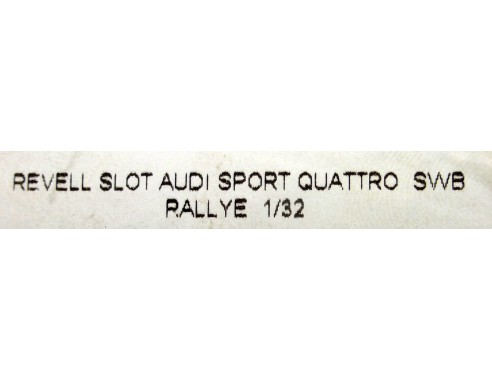 REVELL SLOT AUDI SPORT QUATTRO SWB
RALLYE 1/32